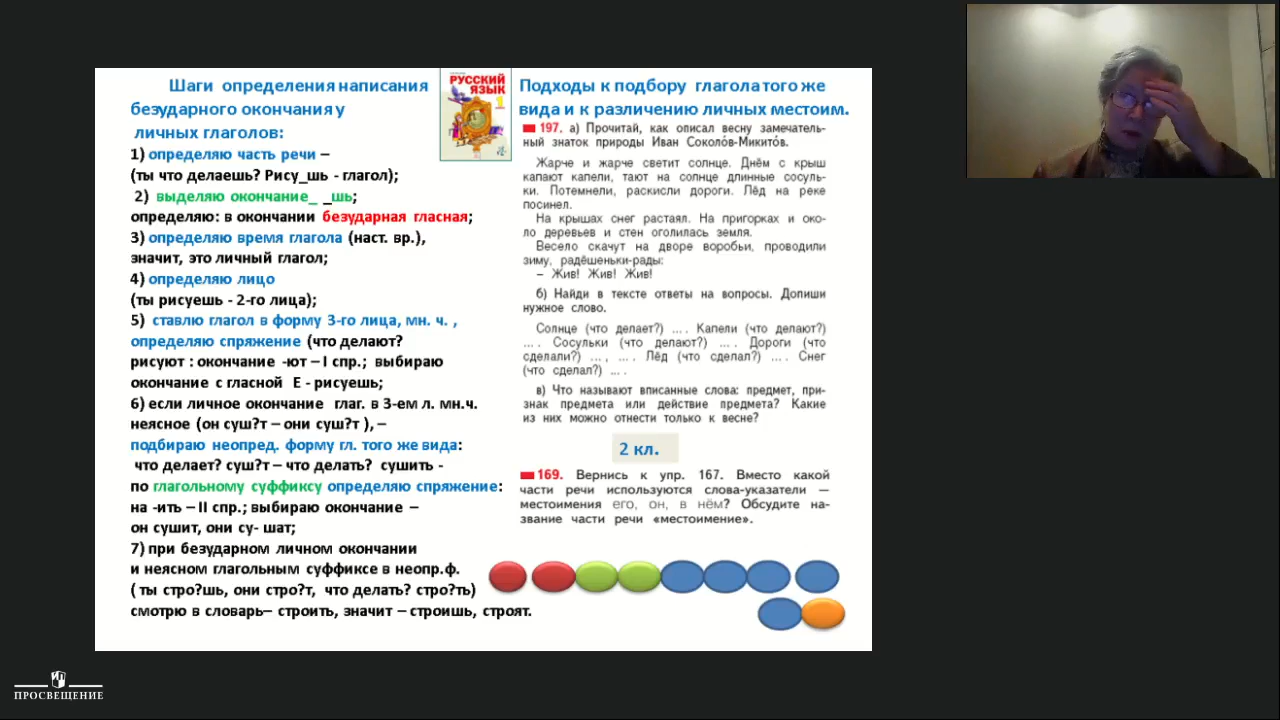 Шаги определения написания
безударного окончания у
личных глаголов:
1) определяю часть речи –
(ты что делаешь? Рису_шь - глагол);
2) выделяю окончание_ _шь;
определяю: в окончании безударная гласная;
3) определяю время глагола (наст. вр.),
значит, это личный глагол;
4) определяю лицо
(ты рисуешь - 2-го лица);
5) ставлю глагол в форму 3-го лица, мн. ч. ,
определяю спряжение (что делают?
рисуют : окончание -ют – I спр.; выбираю
окончание с гласной Е - рисуешь;
6) если личное окончание глаг. в 3-ем л. мн.ч.
неясное (он суш?т – они суш?т ), –
подбираю неопред. форму гл. того же вида:
что делает? суш?т – что делать? сушить -
по глагольному суффиксу определяю спряжение:
на -ить – II спр.; выбираю окончание –
он сушит, они су- шат;
7) при безударном личном окончании
и неясном глагольным суффиксе в неопр.ф.
( ты стро?шь, они стро?т, что делать? стро?ть)
смотрю в словарь– строить, значит – строишь, строят.
РУССКИЙ
ЯЗЫК
1
Подходы к подбору глагола того же
вида и к различению личных местоим.
197. а) Прочитай, как описал весну замечатель-
ный знаток природы Иван Соколо́в-Микито́в.
Жарче и жарче светит солнце. Днём с крыш
капают капели, тают на солнце длинные сосуль-
ки. Потемнели, раскисли дороги. Лёд на реке
посинел.
На крышах снег растаял. На пригорках и око-
ло деревьев и стен оголилась земля.
Весело скачут на дворе воробьи, проводили
зиму, радёшеньки-рады:
– Жив! Жив! Жив!
б) Найди в тексте ответы на вопросы. Допиши
нужное слово.
Солнце (что делает?) ... . Капели (что делают?)
... . Сосульки (что делают?) ... . Дороги (что
сделали?) ... , ... . Лёд (что сделал?) ... . Снег
(что сделал?) ... .
в) Что называют вписанные слова: предмет, при-
знак предмета или действие предмета? Какие
из них можно отнести только к весне?
2 кл.
169. Вернись к упр. 167. Вместо какой
части речи используются слова-указатели —
местоимения его, он, в нём? Обсудите на-
звание части речи «местоимение».
ПРОСВЕЩЕНИЕ